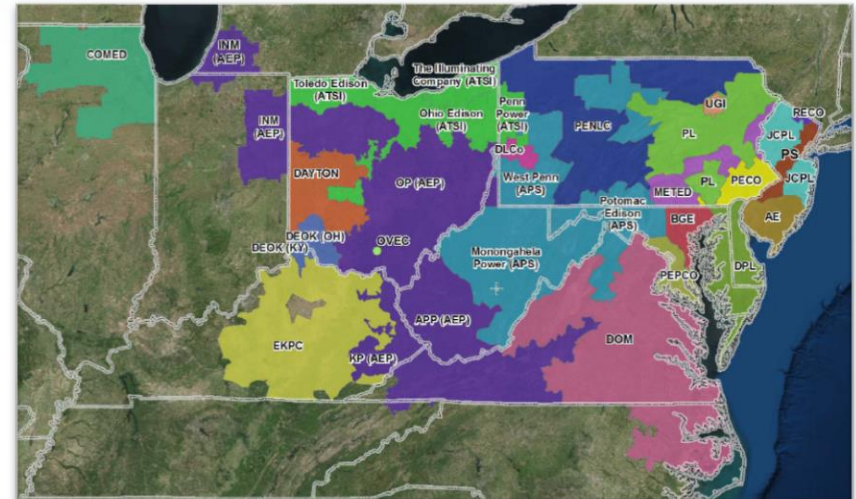 COMED
INM
(AEP)
INM
(AEP)
Toledo Edison
(ATSI)
The Illuminating
Company (ATSI)
Ohio Edison
(ATSI)
Penn
Power
(ATSI)
DLCo
PENLC
UGI
PL
RECO
JCPL
PS
JCPL
PL
PECO
METED
AE
West Penn
(APS)
DAYTON
OP (AEP)
Potomac
Edison
(APS)
BGE
DEOK (OH)
DEOK (KY)
OVEC
Monongahela
Power (APS)
PEPCO
DPL
EKPC
KP (AEP)
APP (AEP)
DOM